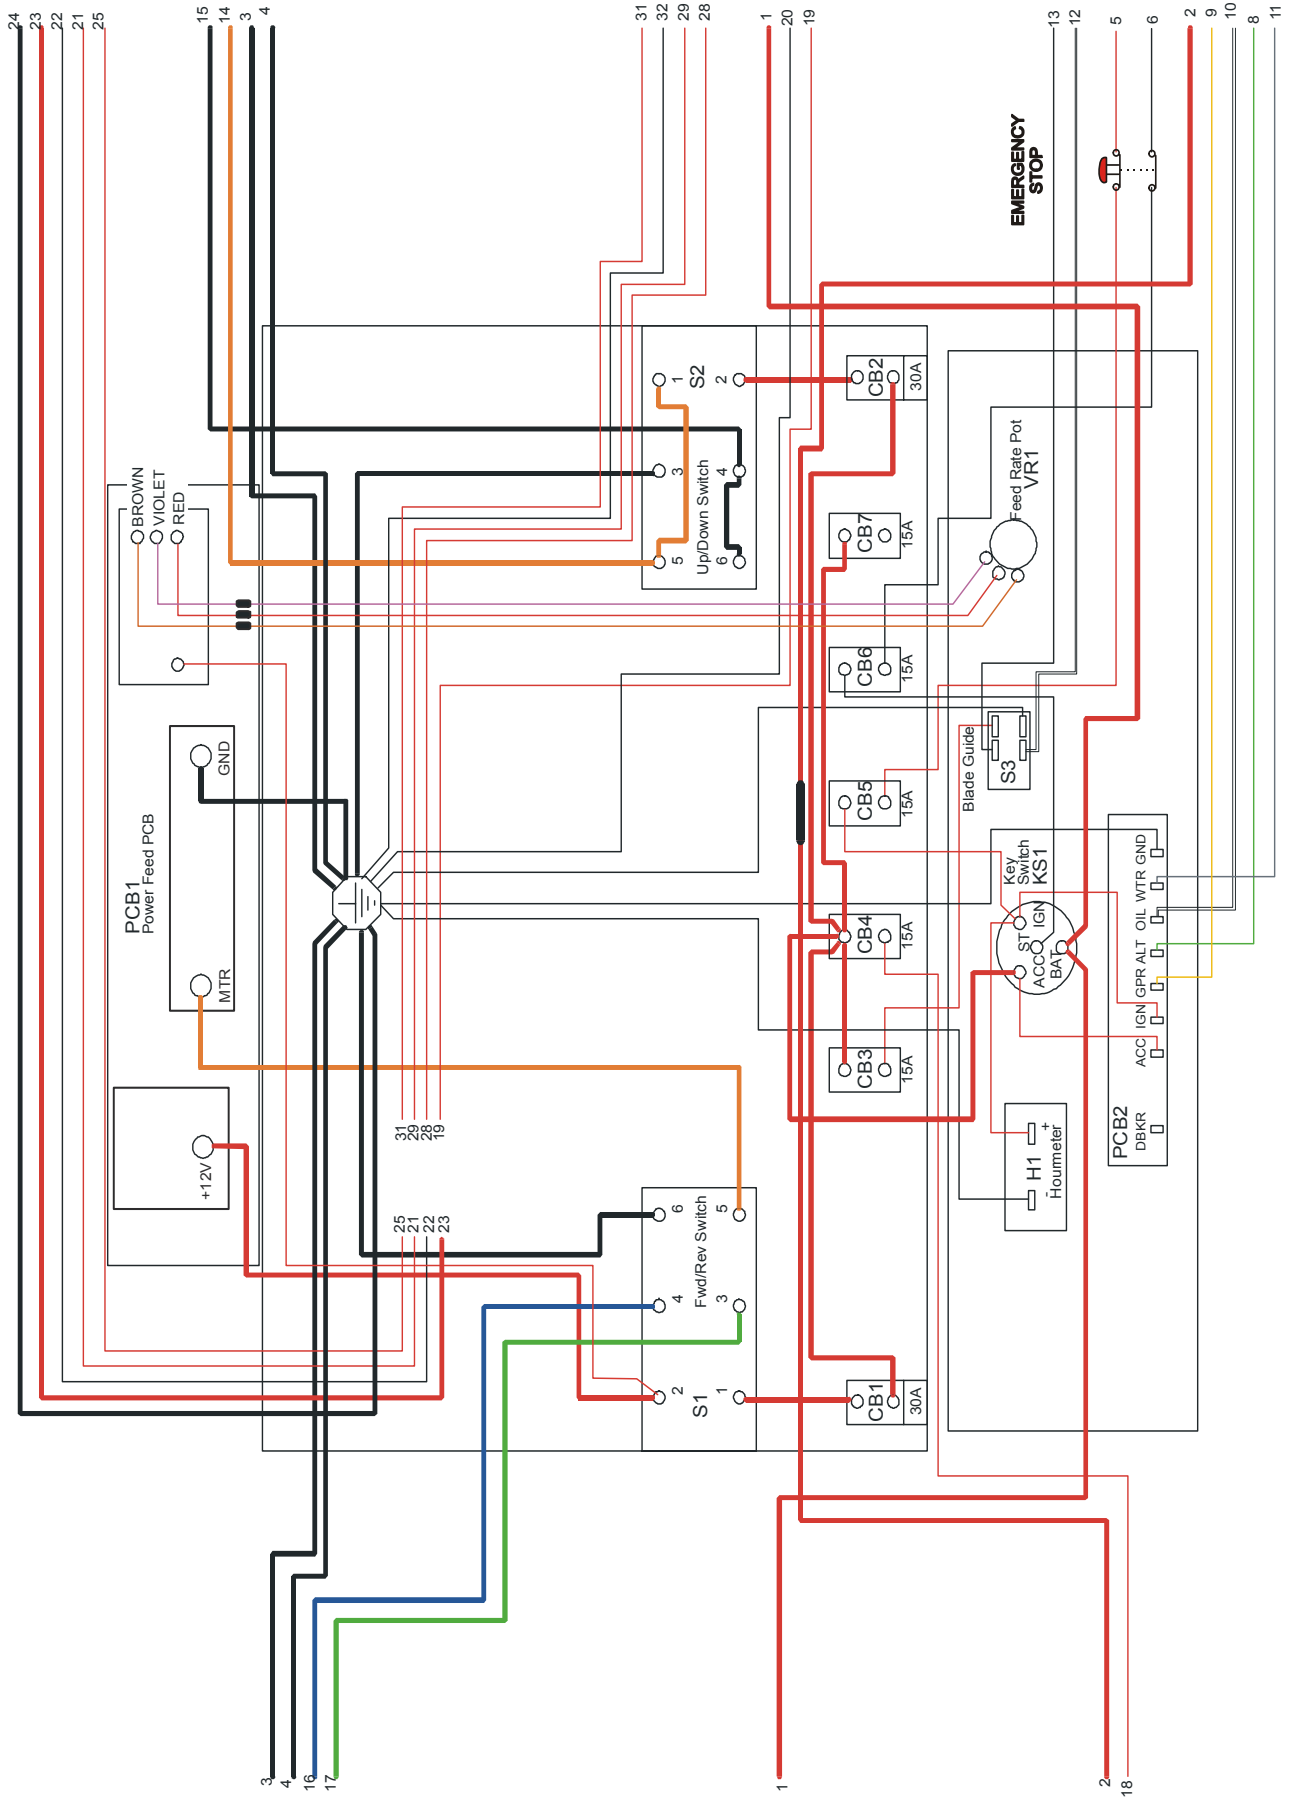 24
23
22
21
25
15
14
3
4
31
32
29
28
1
20
19
13
12
5
6
2
9
10
8
11
EMERGENCY
STOP
BROWN
VIOLET
RED
PCB1
Power Feed PCB
GND
MTR
+12V
S2
1
2
3
4
5
6
Up/Down Switch
CB2
30A
CB7
15A
CB6
15A
CB5
15A
CB4
15A
CB3
15A
CB1
30A
Feed Rate Pot
VR1
Blade Guide
S3
Key
Switch
KS1
IGN
ST
ACC
BAT
GND
WTR
OIL
ALT
GPR
IGN
ACC
DBKR
PCB2
H1
+
-
Hourmeter
31
29
28
19
25
21
22
23
Fwd/Rev Switch
6
5
4
3
2
1
S1
3
4
16
17
1
2
18